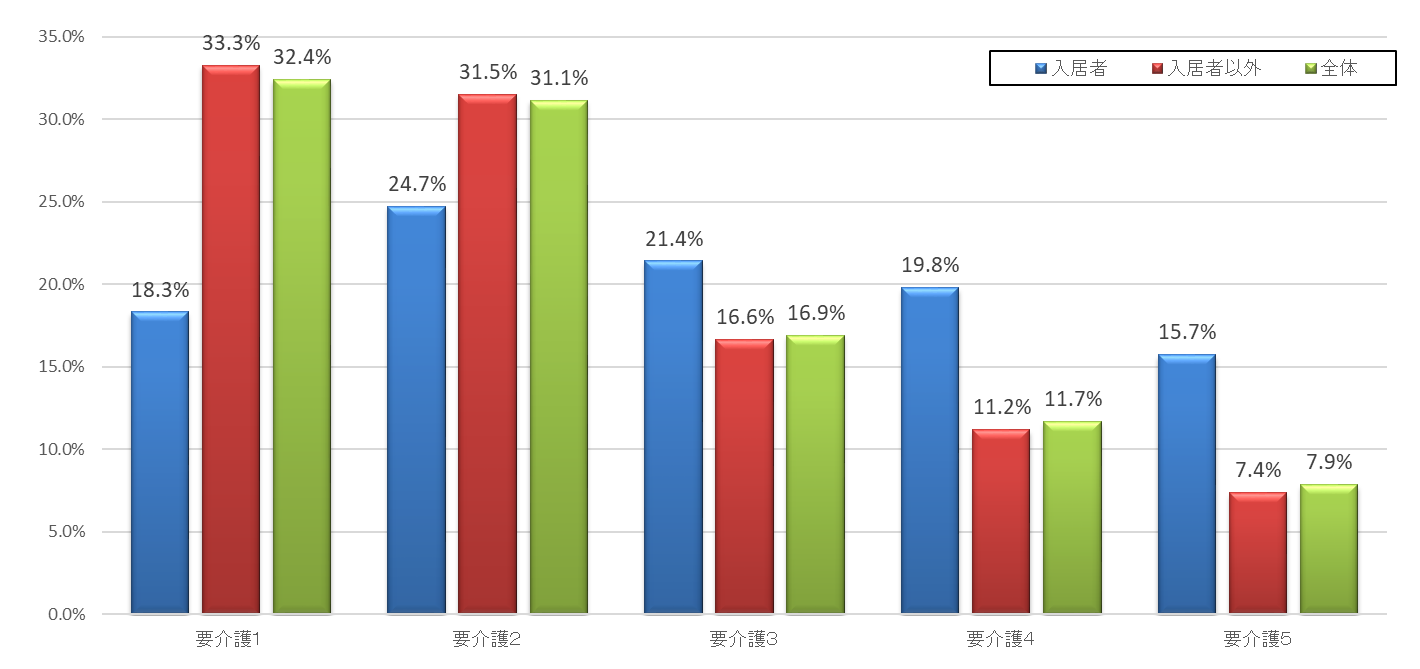 35.0%
30.0%
25.0%
20.0%
15.0%
10.0%
5.0%
0.0%
入居者 入居者以外 全体
18.3% 33.3% 32.4%
24.7% 31.5% 31.1%
21.4% 16.6% 16.9%
19.8% 11.2% 11.7%
15.7% 7.4% 7.9%
要介護1 要介護2 要介護3 要介護4 要介護5